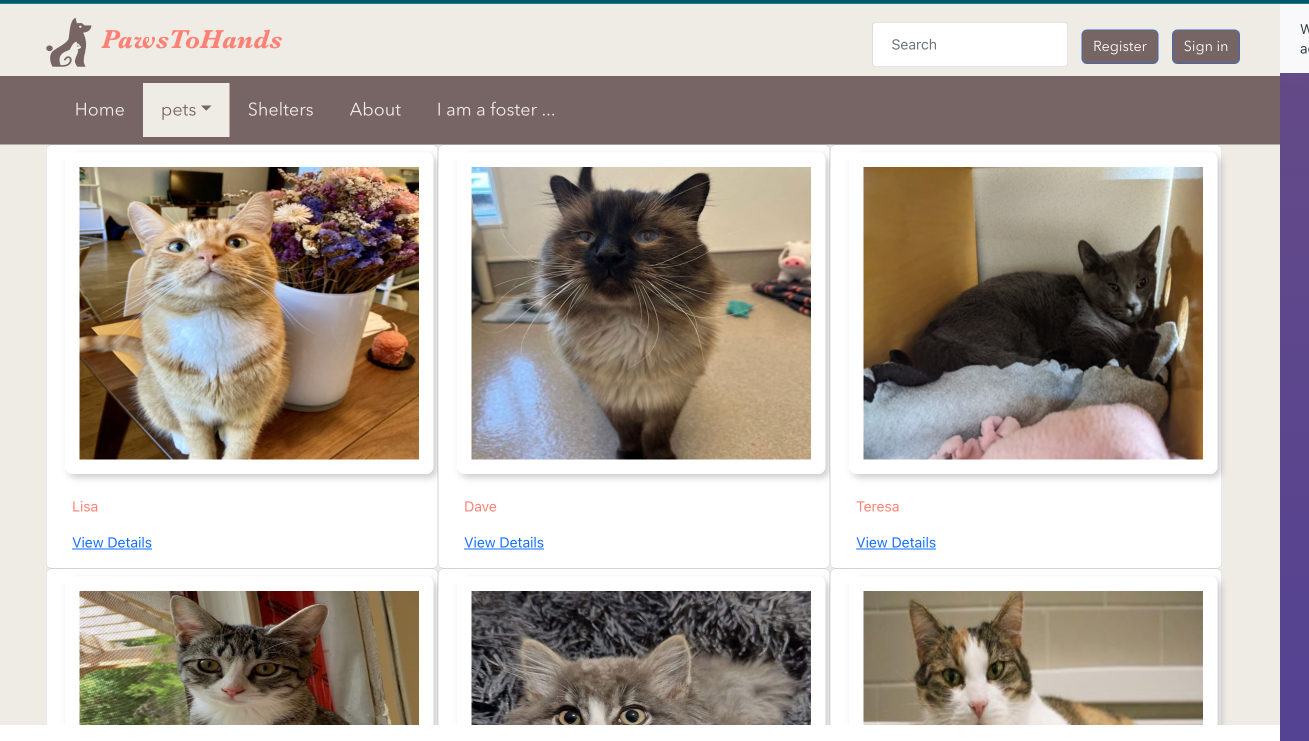 PawsToHands
Search
Register
Sign in
Home
pets
Shelters
About
I am a foster ...
Lisa
Dave
Teresa
View Details
View Details
View Details